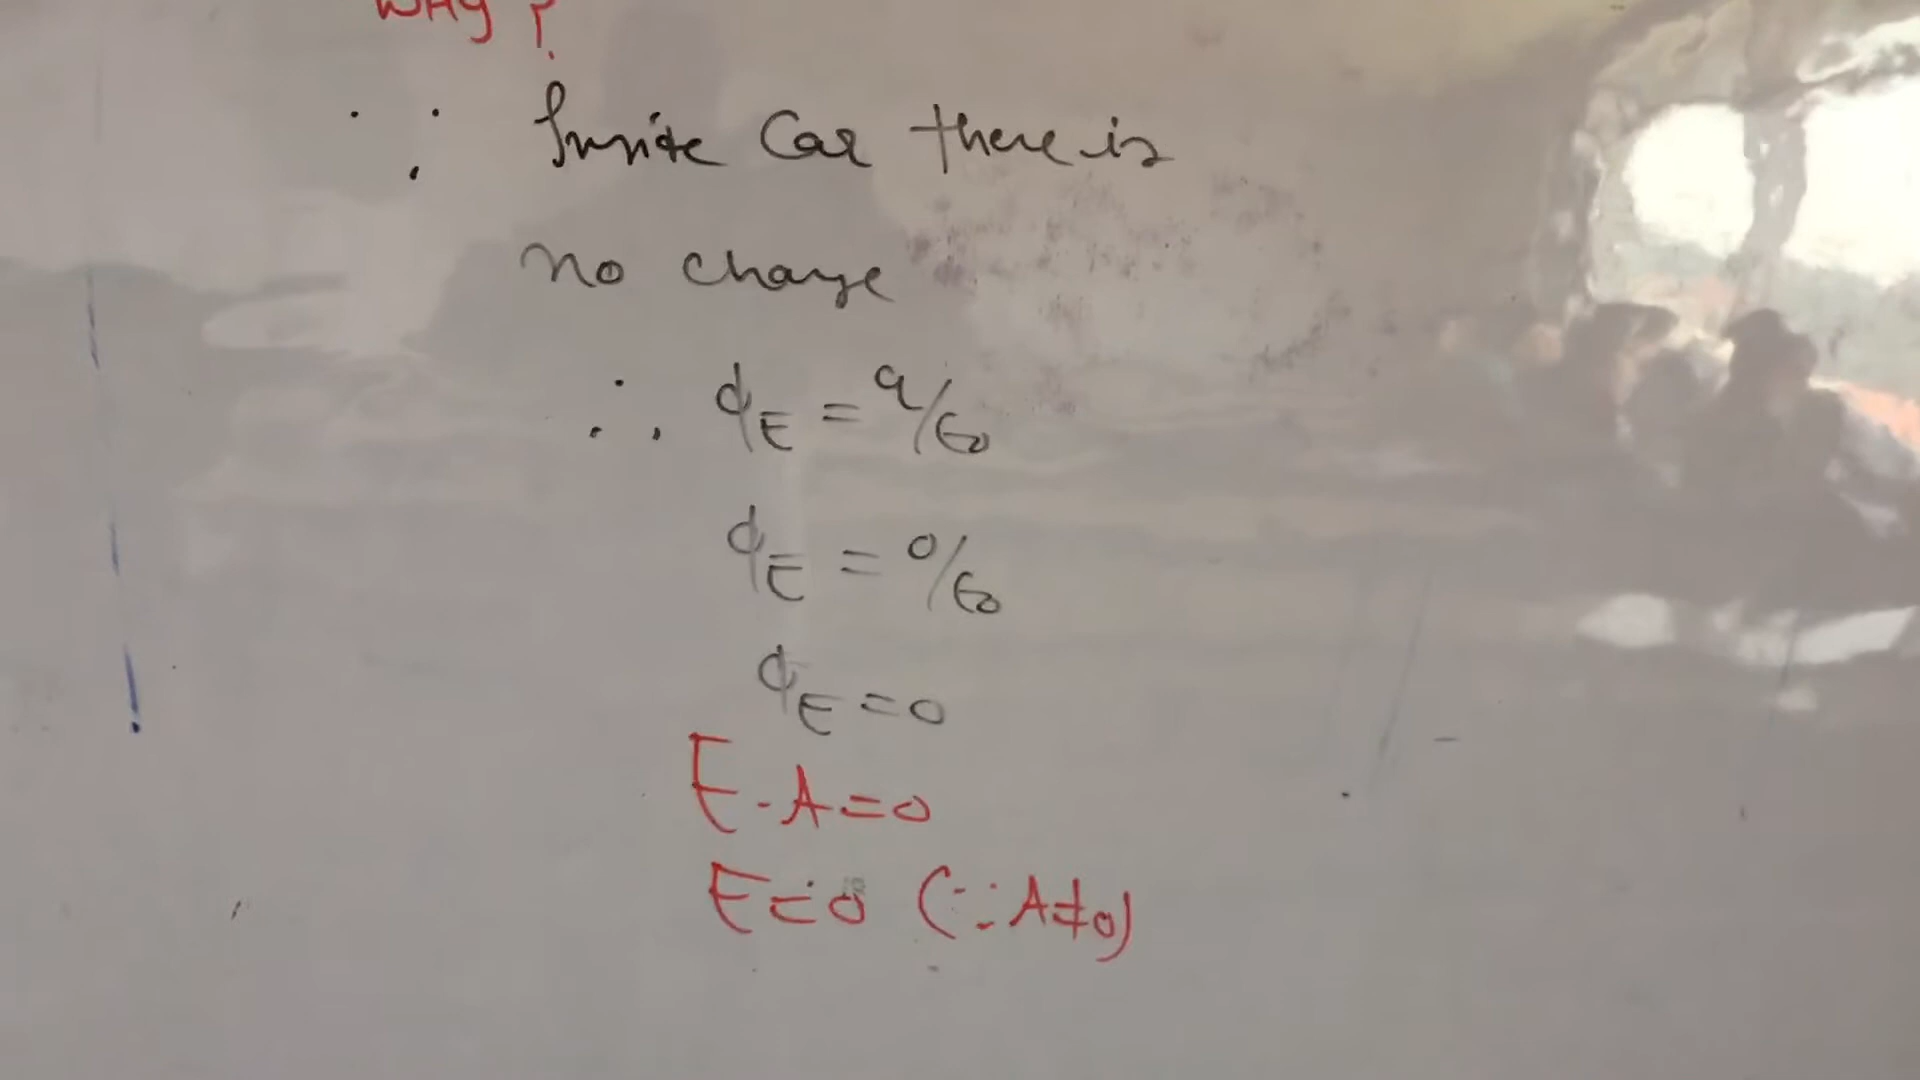 WHY ?
∵ Inside Car there is
no charge
∴ ϕE = q/ε0
ϕE = 0/ε0
ϕE = 0
E . A = 0
E = 0 (∵ A ≠ 0)